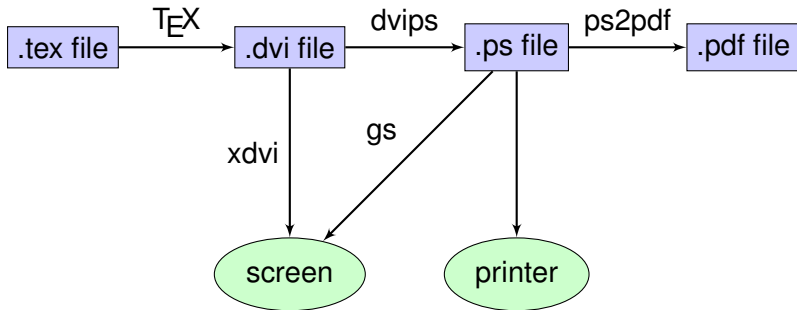 TEX
dvips
ps2pdf
.tex file
.dvi file
.ps file
.pdf file
xdvi
gs
screen
printer